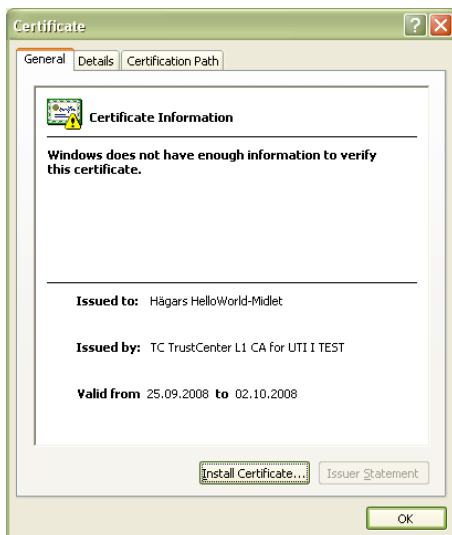 Certificate
General Details Certification Path
Certificate Information
Windows does not have enough information to verify
this certificate.
Issued to: Hägars HelloWorld-Midlet
Issued by: TC TrustCenter L1 CA for UTI I TEST
Valid from 25.09.2008 to 02.10.2008
Install Certificate... Issuer Statement
OK